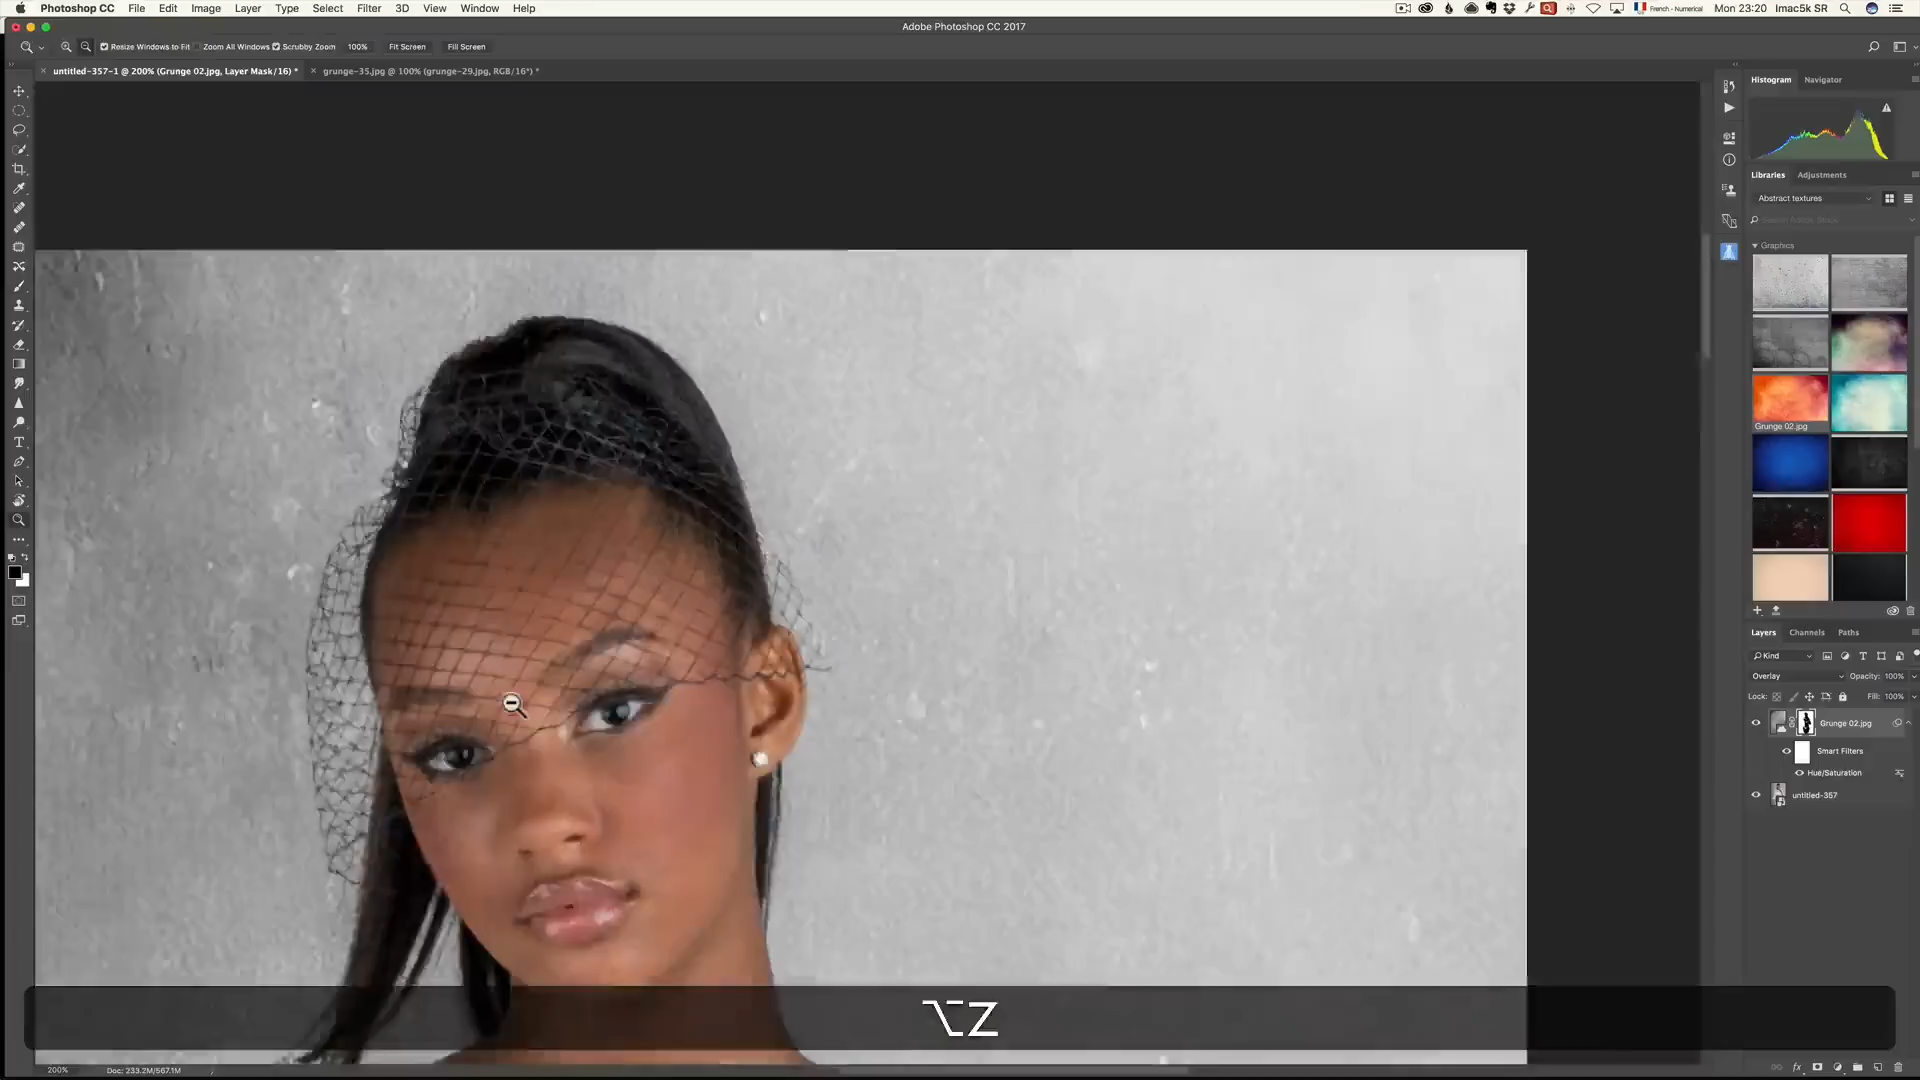 Photoshop CC File Edit Image Layer Type Select Filter 3D View Window Help
French - Numerical Mon 23:20 Imac5k SR
Adobe Photoshop CC 2017
Resize Windows to Fit Zoom All Windows Scrubby Zoom 100% Fit Screen Fill Screen
untitled-357-1 @ 200% (Grunge 02.jpg, Layer Mask/16) * grunge-35.jpg @ 100% (grunge-29.jpg, RGB/16*) *
Histogram Navigator
Libraries Adjustments
Abstract textures
Graphics
Grunge 02.jpg
Layers Channels Paths
Kind
Overlay Opacity: 100%
Lock: Fill: 100%
Grunge 02.jpg
Smart Filters
Hue/Saturation
untitled-357
⌥Z
200% Doc: 233.2M/567.1M
fx